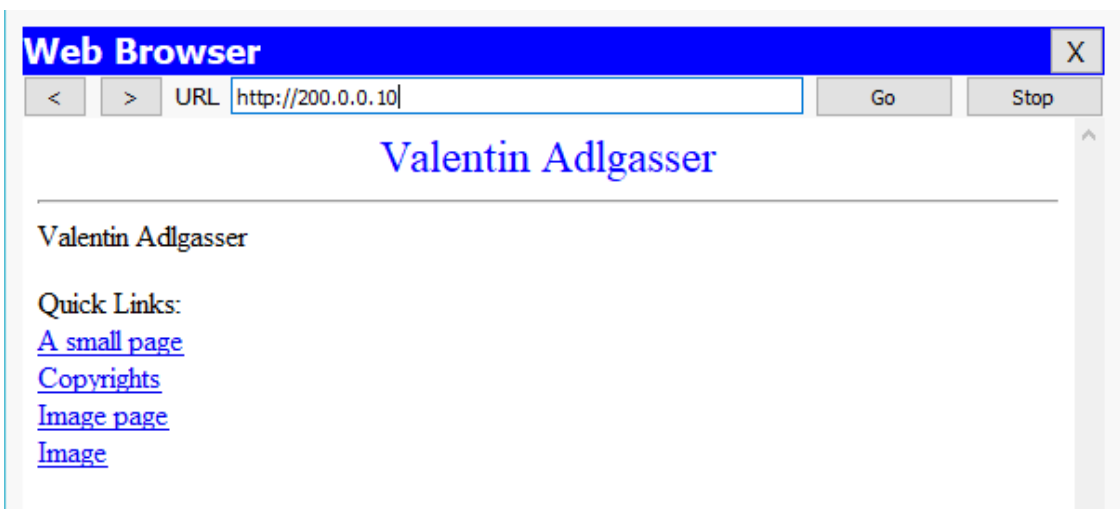 Web Browser X
< > URL http://200.0.0.10 Go Stop
Valentin Adlgasser
Valentin Adlgasser
Quick Links:
A small page
Copyrights
Image page
Image